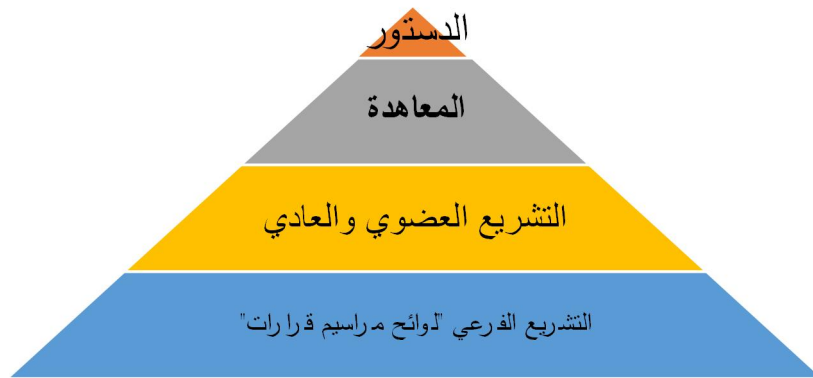 الدستور
المعاهدة
التشريع العضوي والعادي
التشريع الفرعي "لوائح مراسيم قرارات"